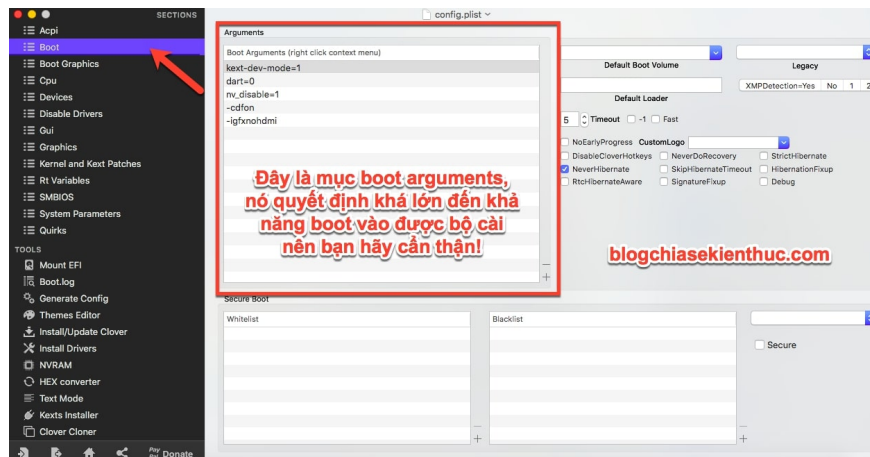 SECTIONS
config.plist
Acpi
Boot
Boot Graphics
Cpu
Devices
Disable Drivers
Gui
Graphics
Kernel and Kext Patches
Rt Variables
SMBIOS
System Parameters
Quirks
TOOLS
Mount EFI
Boot.log
Generate Config
Themes Editor
Install/Update Clover
Install Drivers
NVRAM
HEX converter
Text Mode
Kexts Installer
Clover Cloner
Donate
Arguments
Boot Arguments (right click context menu)
kext-dev-mode=1
dart=0
nv_disable=1
-cdfon
-igfxnohdmi
Đây là mục boot arguments,
nó quyết định khá lớn đến khả
năng boot vào được bộ cài
nên bạn hãy cẩn thận!
Default Boot Volume
Legacy
XMPDetection=Yes No 1 2
Default Loader
5 Timeout -1 Fast
NoEarlyProgress CustomLogo
DisableCloverHotkeys NeverDoRecovery StrictHibernate
NeverHibernate SkipHibernateTimeout HibernationFixup
RtcHibernateAware SignatureFixup Debug
blogchiasekienthuc.com
Secure Boot
Whitelist
Blacklist
Secure